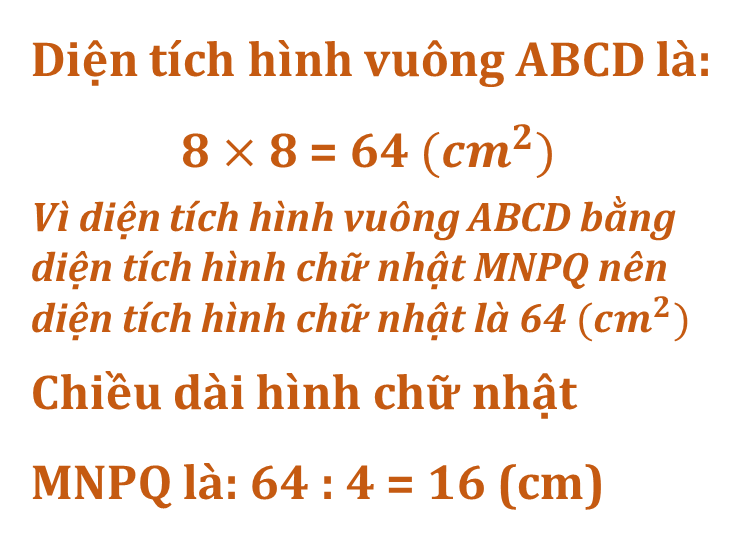 Diện tích hình vuông ABCD là:
8 × 8 = 64 (cm²)
Vì diện tích hình vuông ABCD bằng
diện tích hình chữ nhật MNPQ nên
diện tích hình chữ nhật là 64 (cm²)
Chiều dài hình chữ nhật
MNPQ là: 64 : 4 = 16 (cm)